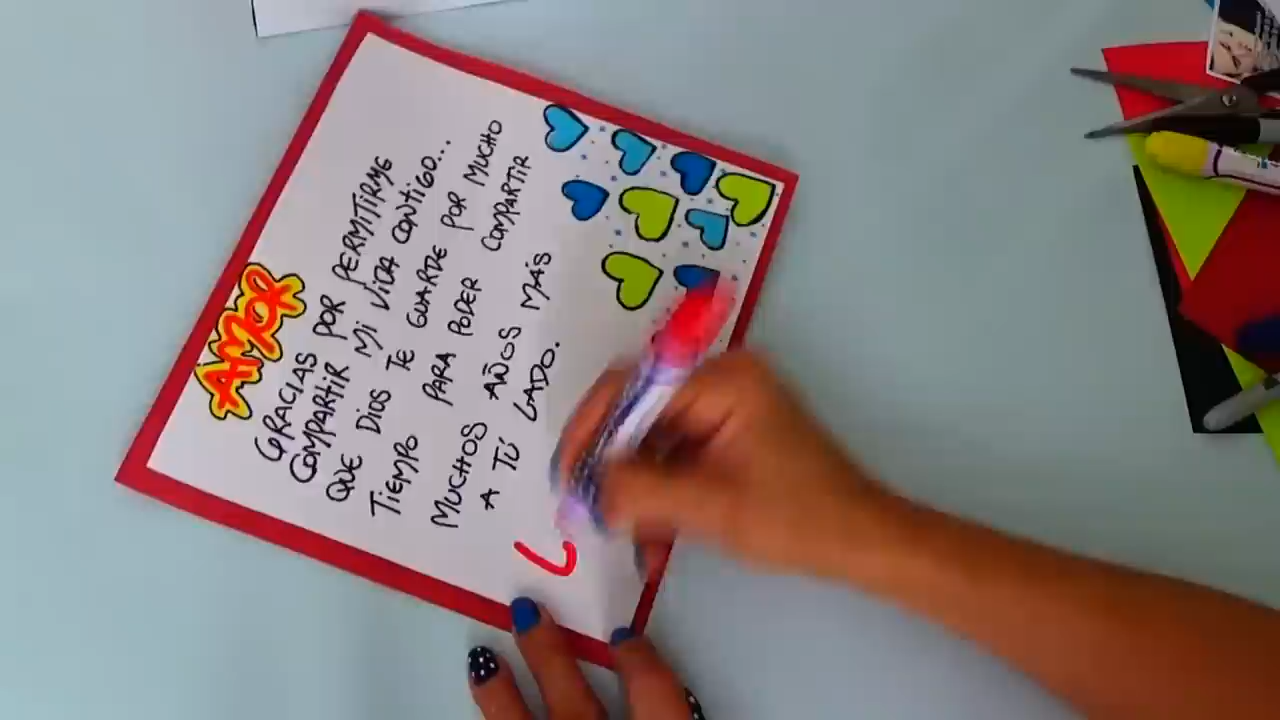 AMOR
GRACIAS POR PERMITIRME
COMPARTIR MI VIDA CONTIGO...
QUE DIOS TE GUARDE POR MUCHO
TIEMPO PARA PODER COMPARTIR
MUCHOS AÑOS MÁS
A TÚ LADO.